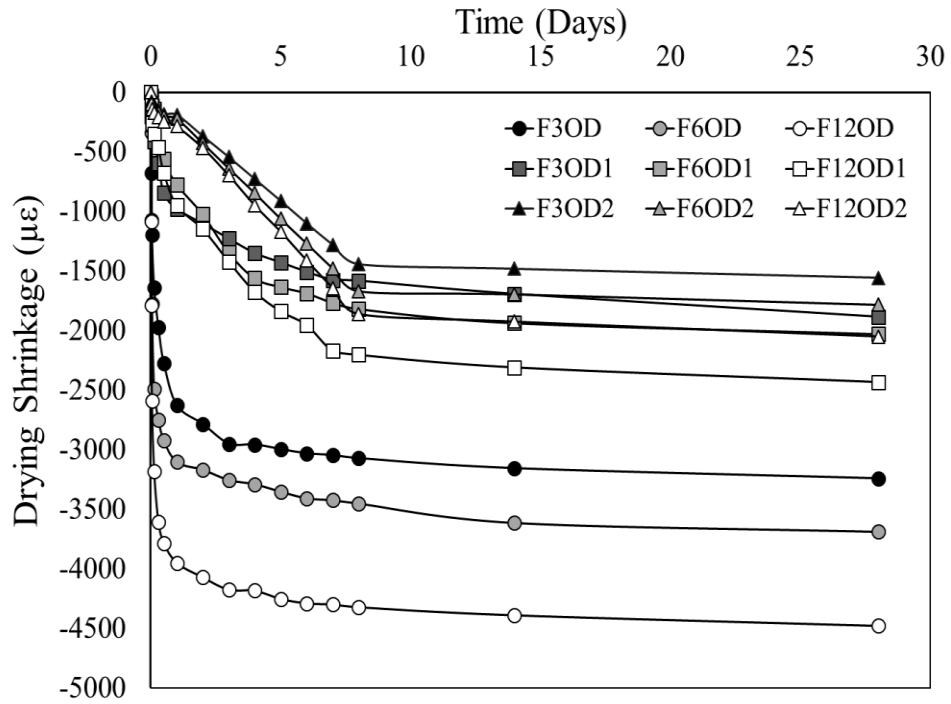 Time (Days)
0 5 10 15 20 25 30
0
-500
-1000
-1500
-2000
-2500
-3000
-3500
-4000
-4500
-5000
Drying Shrinkage (µε)
F3OD F6OD F12OD
F3OD1 F6OD1 F12OD1
F3OD2 F6OD2 F12OD2